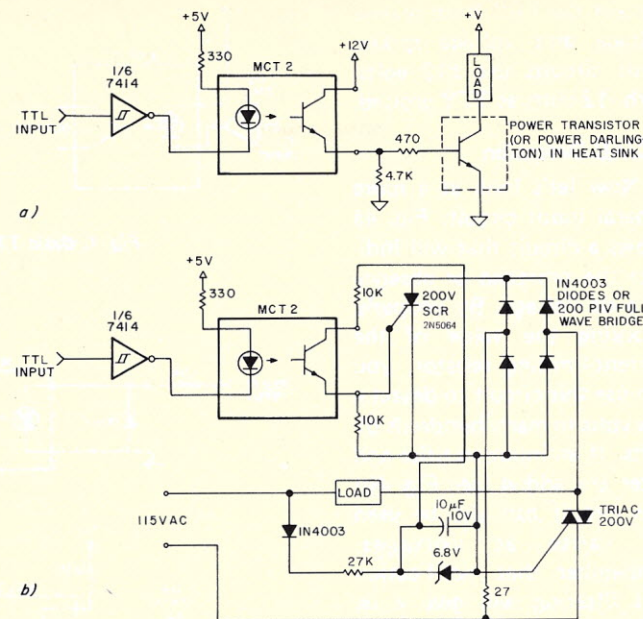 +5V
+V
1/6
7414
330
MCT 2
+12V
LOAD
TTL
INPUT
470
4.7K
POWER TRANSISTOR
(OR POWER DARLING-
TON) IN HEAT SINK
a)
+5V
10K
200V
SCR
2N5064
IN4003
DIODES OR
200 PIV FULL
WAVE BRIDGE
1/6
7414
330
MCT 2
TTL
INPUT
10K
LOAD
10μF
10V
TRIAC
200V
115VAC
IN4003
6.8V
27K
27
b)